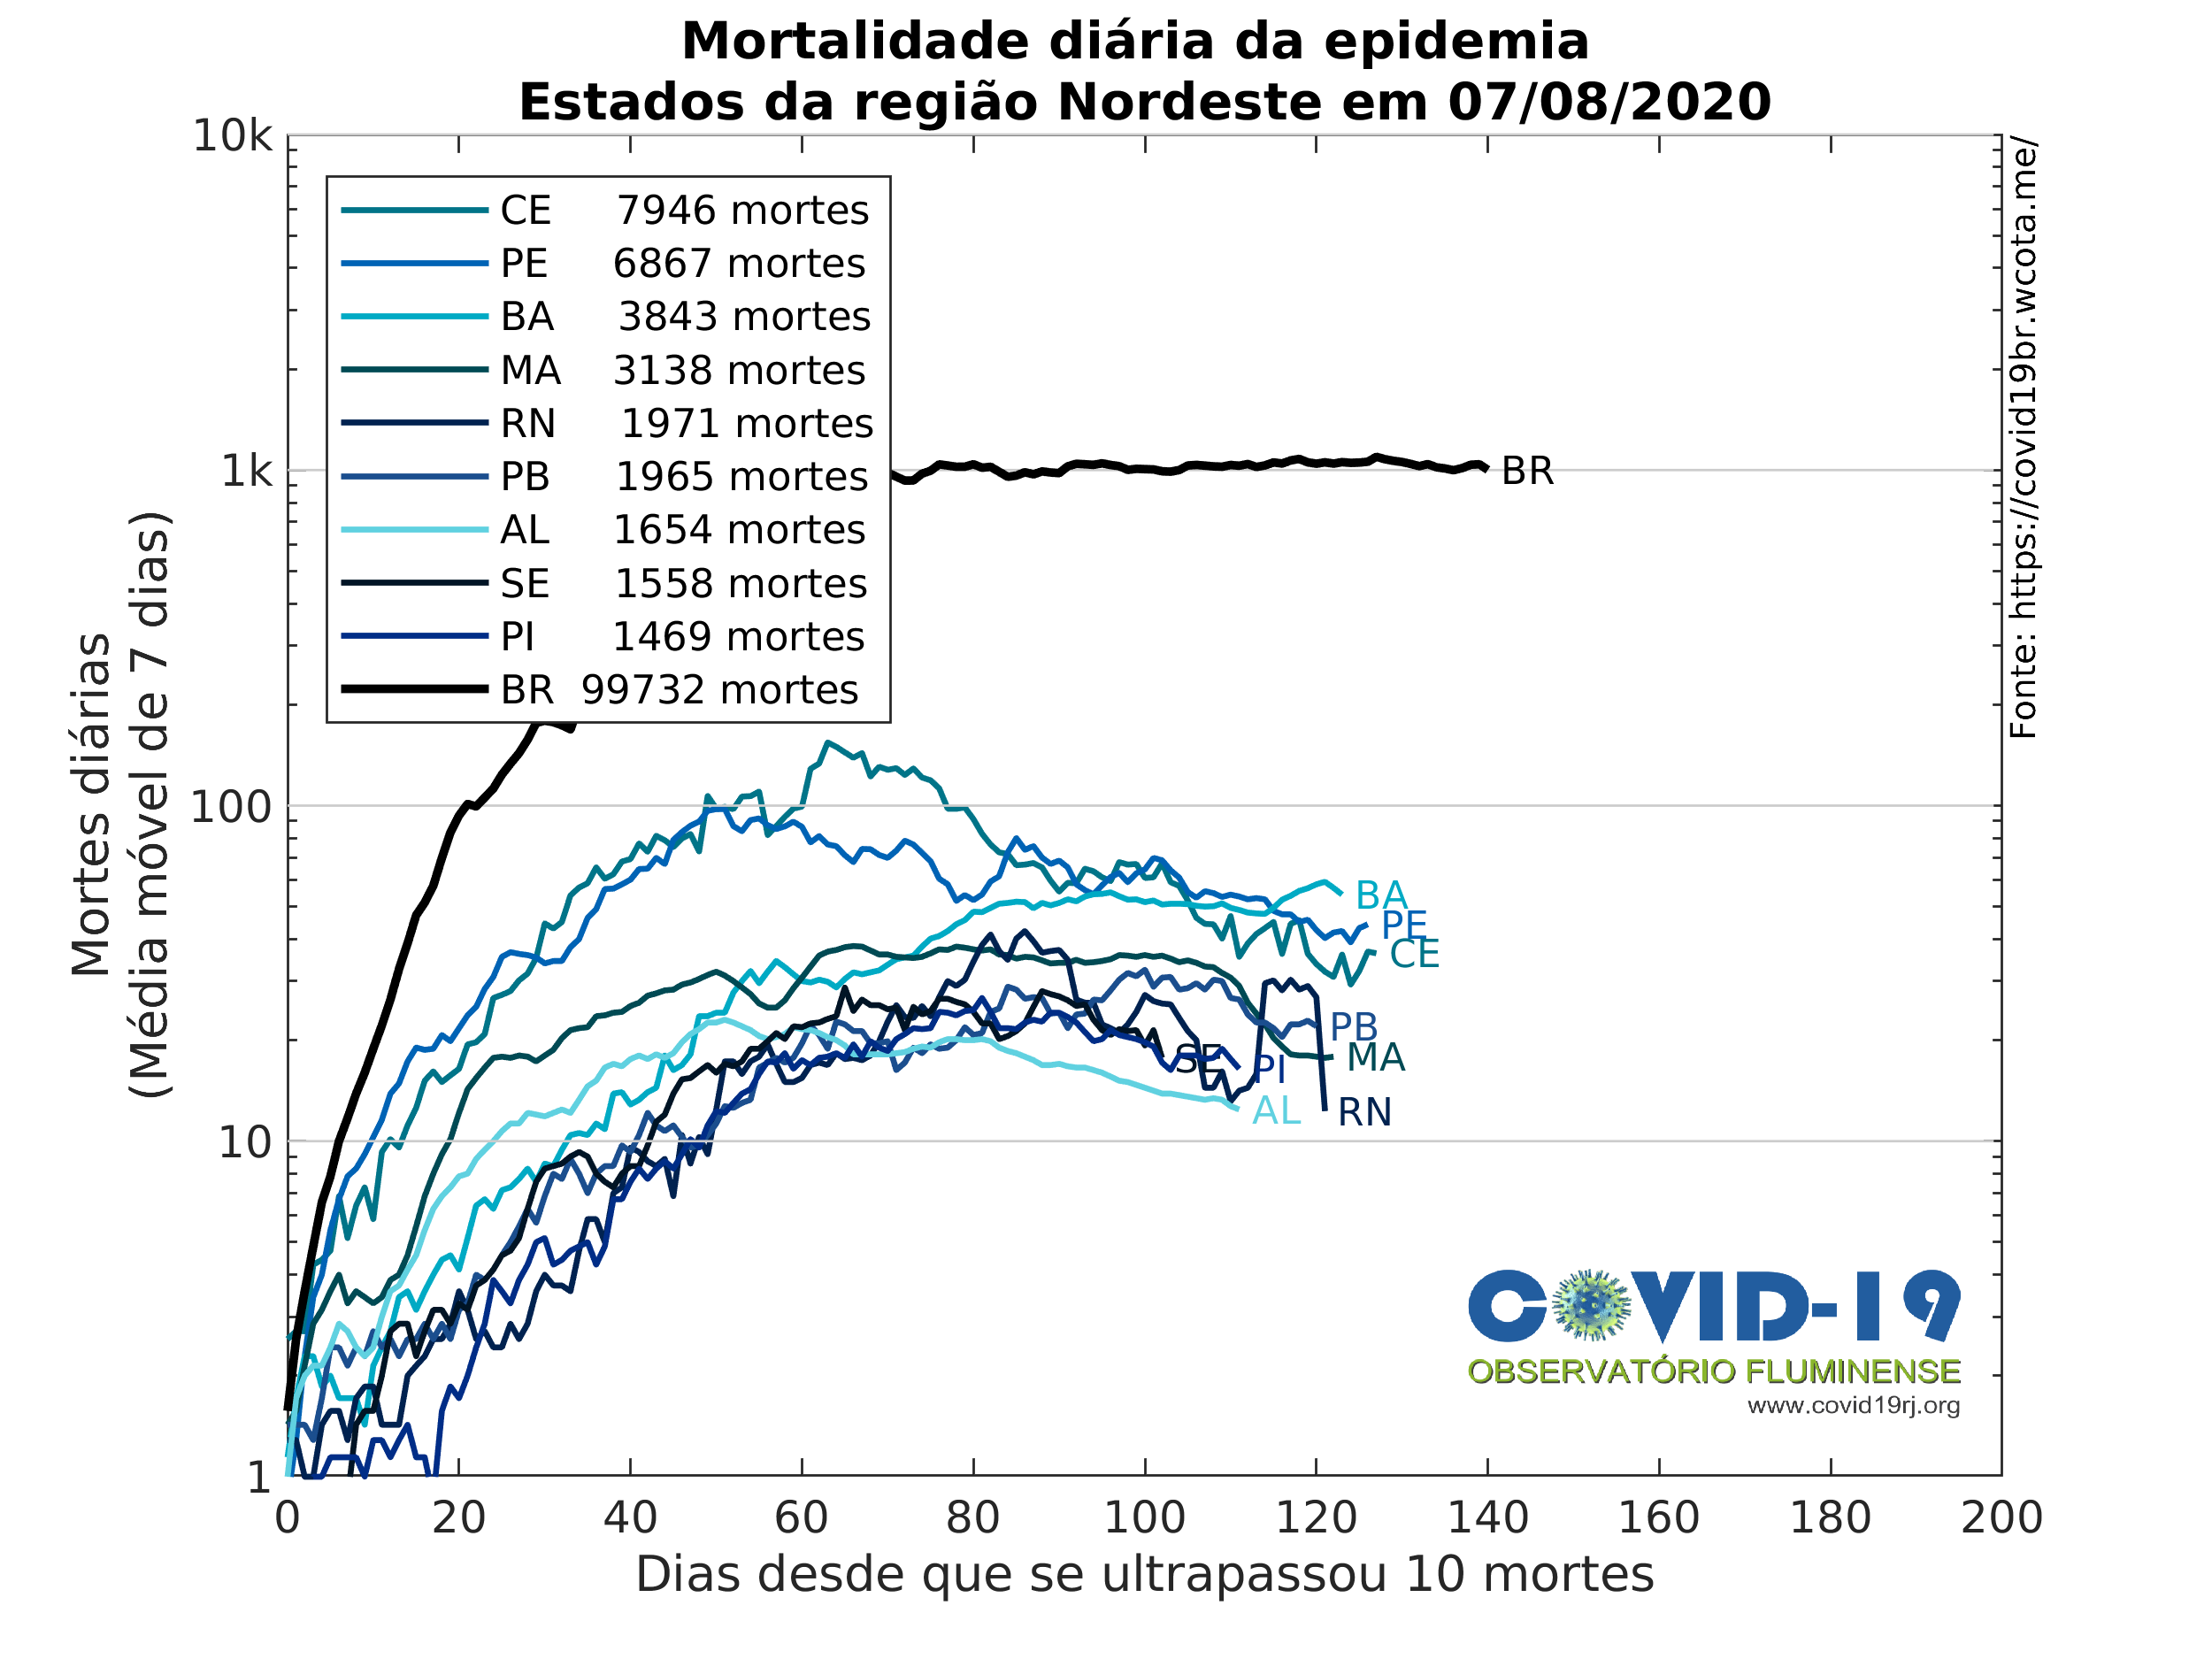 Mortalidade diária da epidemia
Estados da região Nordeste em 07/08/2020
10k
1k
100
10
1
Mortes diárias
(Média móvel de 7 dias)
CE 7946 mortes
PE 6867 mortes
BA 3843 mortes
MA 3138 mortes
RN 1971 mortes
PB 1965 mortes
AL 1654 mortes
SE 1558 mortes
PI 1469 mortes
BR 99732 mortes
BR
BA
PE
CE
PB
MA
SE
PI
AL
RN
Fonte: https://covid19br.wcota.me/
COVID-19
OBSERVATÓRIO FLUMINENSE
www.covid19rj.org
0 20 40 60 80 100 120 140 160 180 200
Dias desde que se ultrapassou 10 mortes